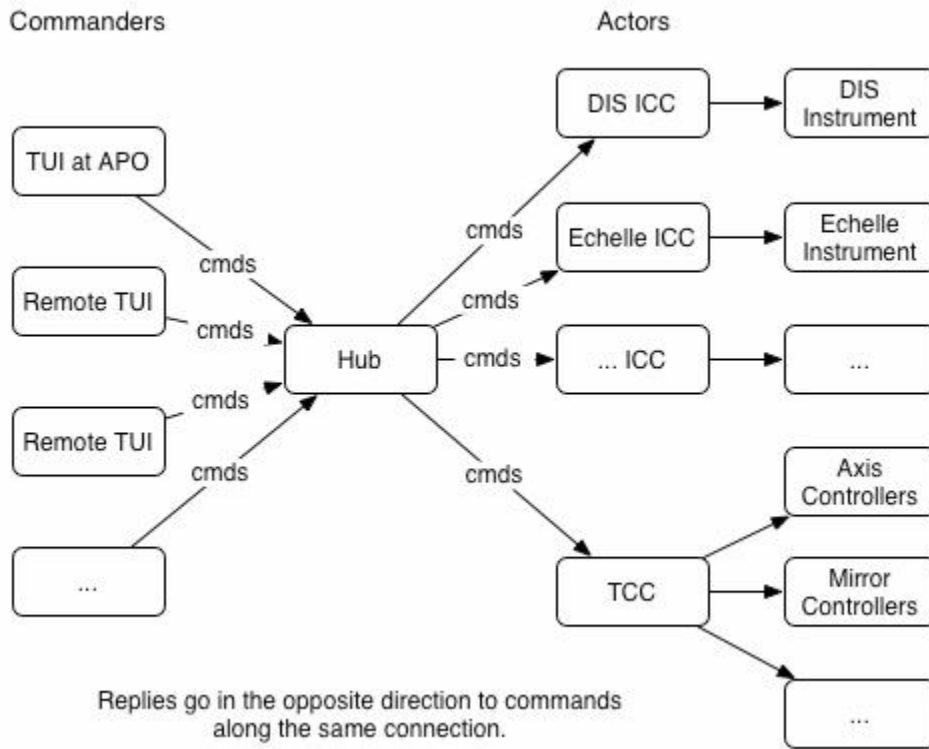 Commanders
Actors
TUI at APO
Remote TUI
Remote TUI
...
cmds
cmds
cmds
cmds
Hub
cmds
cmds
cmds
cmds
DIS ICC
Echelle ICC
... ICC
TCC
DIS
Instrument
Echelle
Instrument
...
Axis
Controllers
Mirror
Controllers
...
Replies go in the opposite direction to commands
along the same connection.